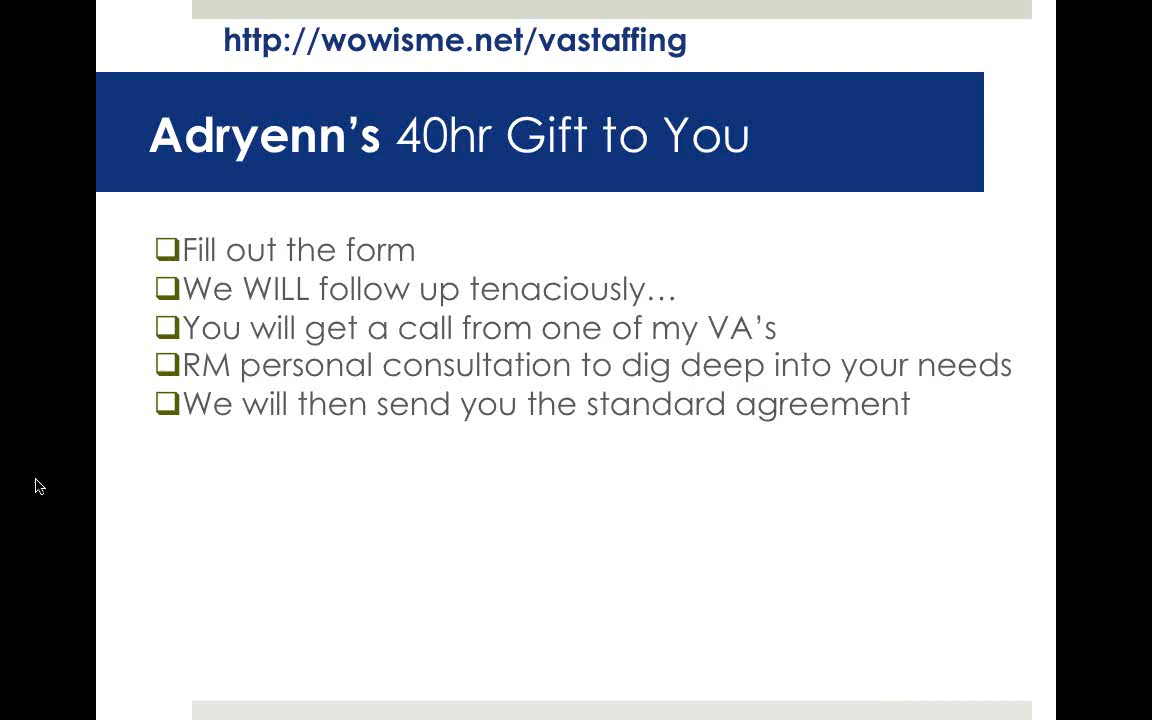 http://wowisme.net/vastaffing
Adryenn’s 40hr Gift to You
Fill out the form
We WILL follow up tenaciously…
You will get a call from one of my VA’s
RM personal consultation to dig deep into your needs
We will then send you the standard agreement